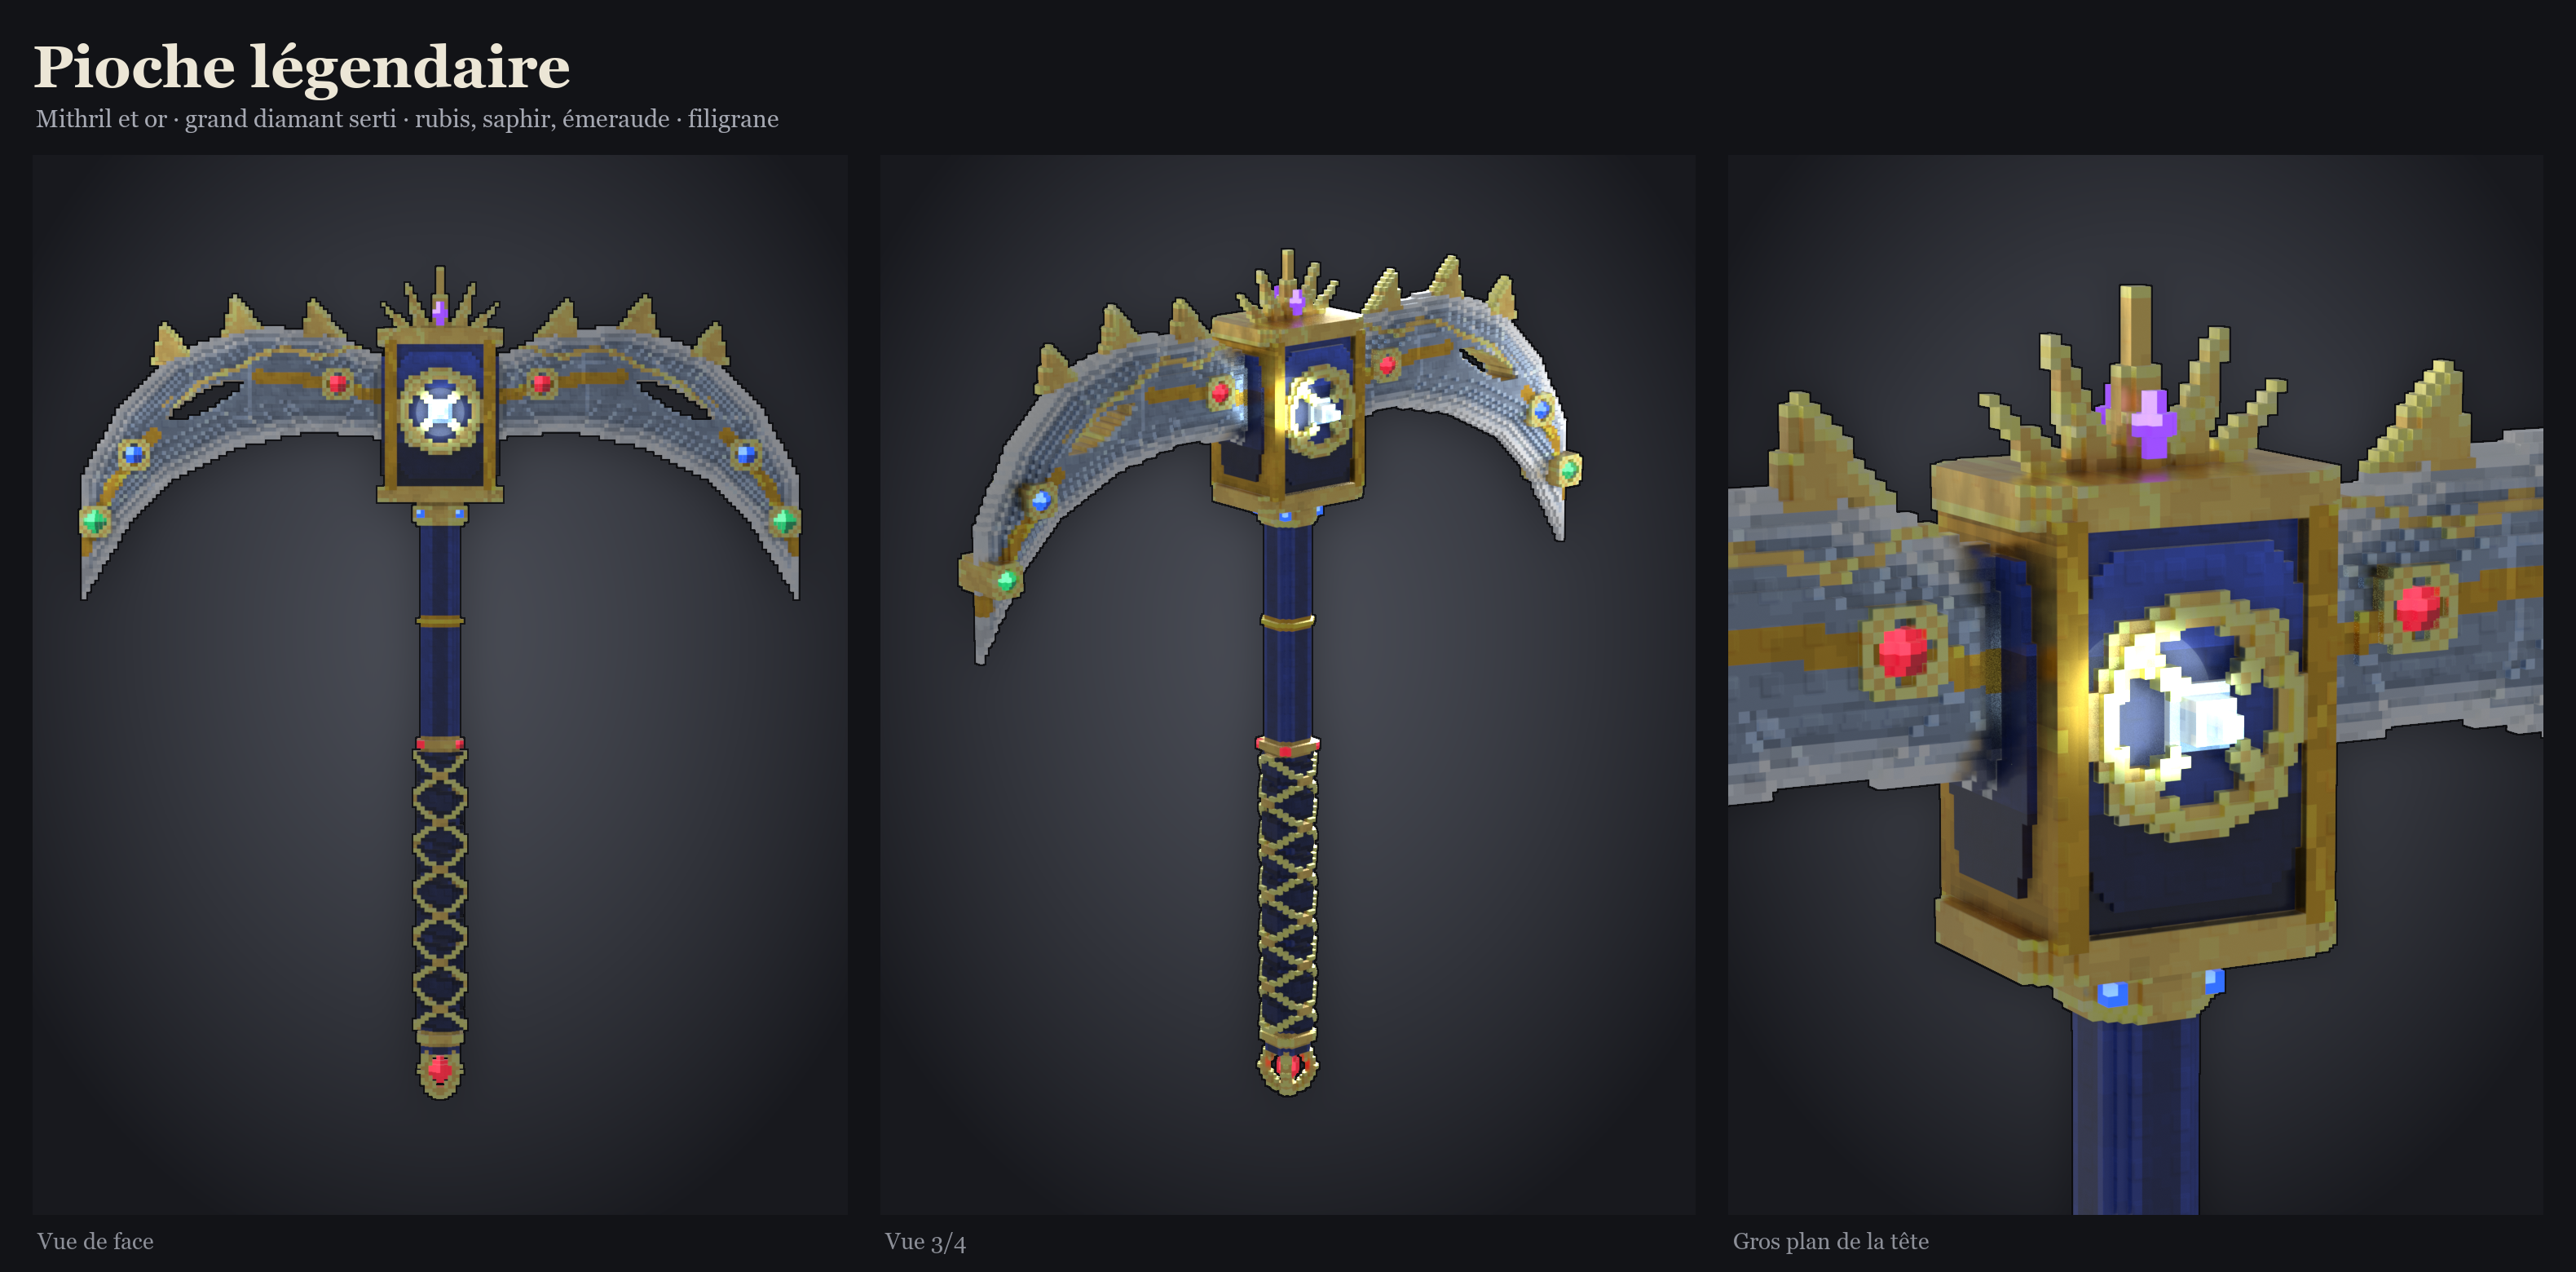 Pioche légendaire
Mithril et or · grand diamant serti · rubis, saphir, émeraude · filigrane
Vue de face
Vue 3/4
Gros plan de la tête